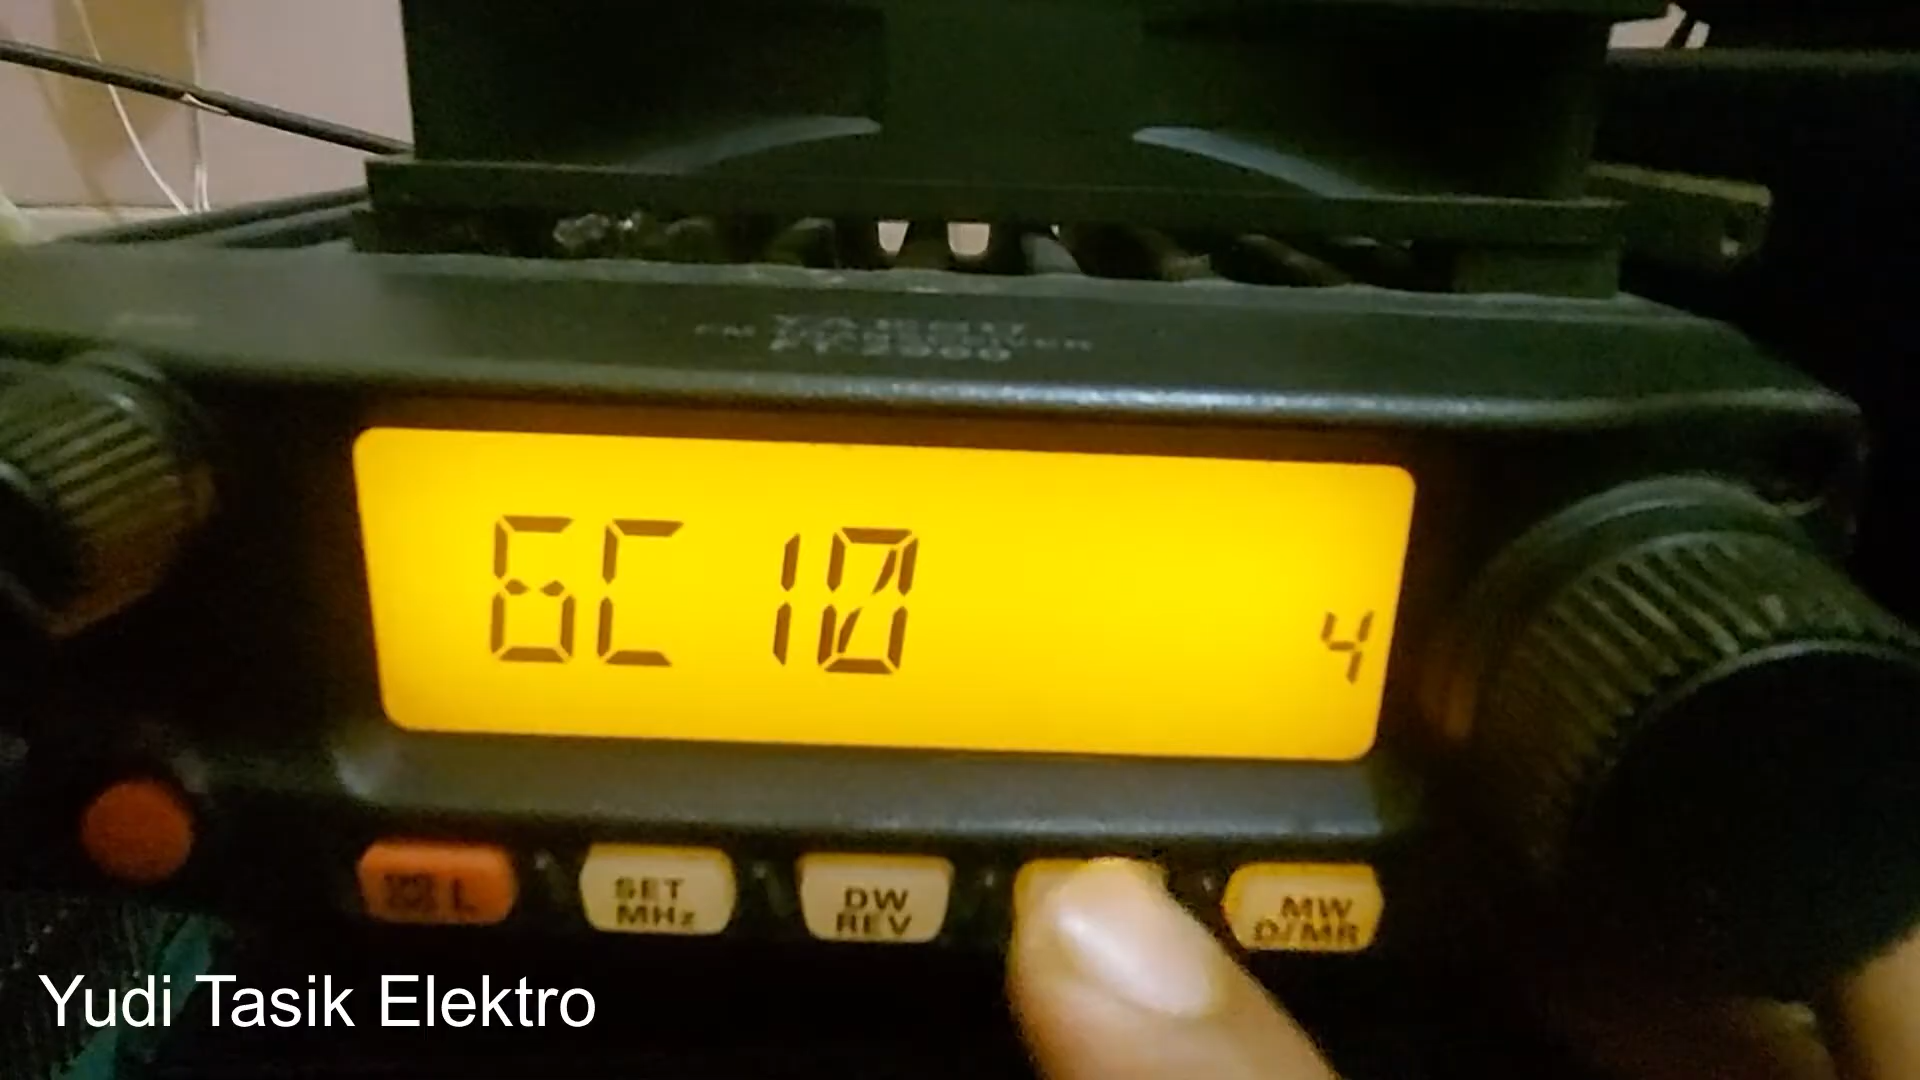 6C 10
4
L
SET
MHz
DW
REV
MW
D/MR
Yudi Tasik Elektro